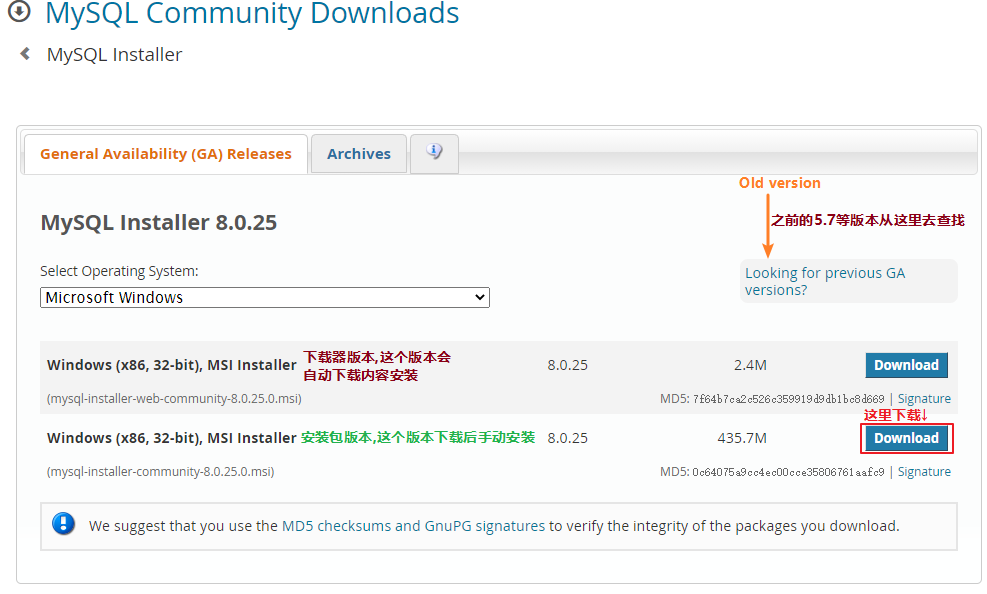 MySQL Community Downloads
MySQL Installer
General Availability (GA) Releases
Archives
Old version
MySQL Installer 8.0.25
之前的5.7等版本从这里去查找
Select Operating System:
Looking for previous GA
versions?
Microsoft Windows
Windows (x86, 32-bit), MSI Installer
下载器版本,这个版本会
自动下载内容安装
8.0.25
2.4M
Download
(mysql-installer-web-community-8.0.25.0.msi)
MD5: 7f64b7ca2c526c359919d9db1bc8d669 | Signature
这里下载↓
Windows (x86, 32-bit), MSI Installer
安装包版本,这个版本下载后手动安装
8.0.25
435.7M
Download
(mysql-installer-community-8.0.25.0.msi)
MD5: 0c64075a9cc4ec00cce35806761aafc9 | Signature
We suggest that you use the MD5 checksums and GnuPG signatures to verify the integrity of the packages you download.